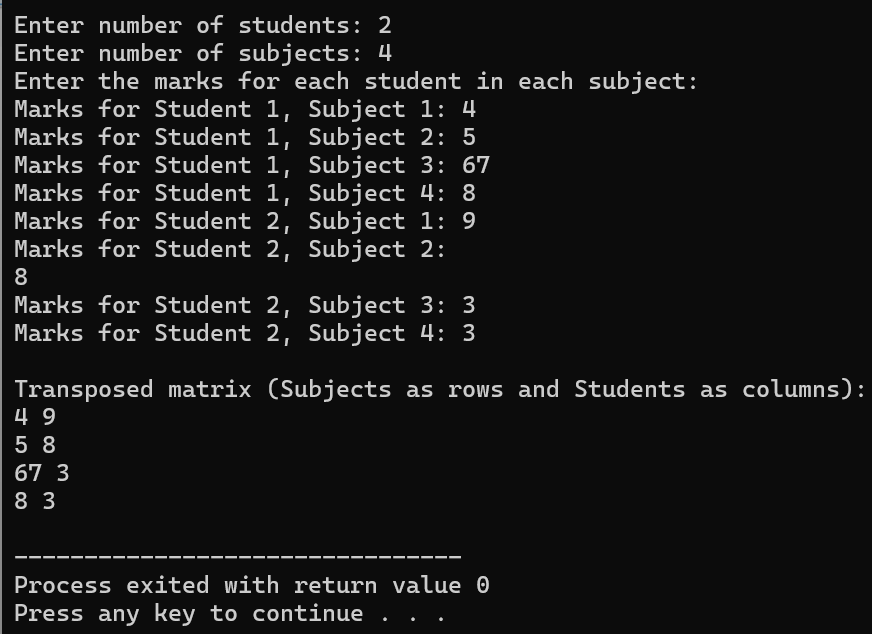 Enter number of students: 2
Enter number of subjects: 4
Enter the marks for each student in each subject:
Marks for Student 1, Subject 1: 4
Marks for Student 1, Subject 2: 5
Marks for Student 1, Subject 3: 67
Marks for Student 1, Subject 4: 8
Marks for Student 2, Subject 1: 9
Marks for Student 2, Subject 2:
8
Marks for Student 2, Subject 3: 3
Marks for Student 2, Subject 4: 3

Transposed matrix (Subjects as rows and Students as columns):
4 9
5 8
67 3
8 3

--------------------------------
Process exited with return value 0
Press any key to continue . . .